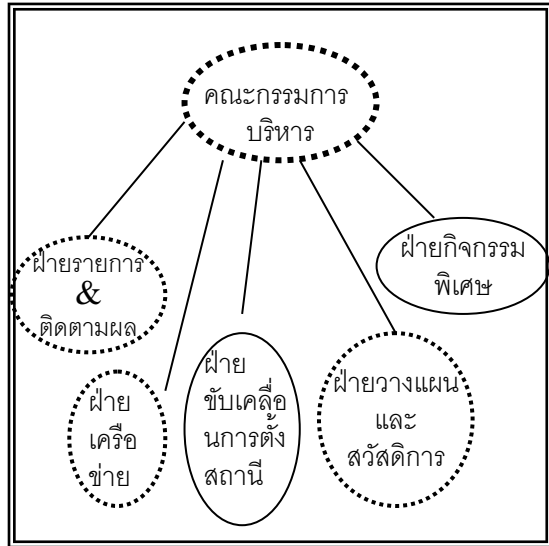 คณะกรรมการ
บริหาร
ฝ่ายรายการ
&
ติดตามผล
ฝ่าย
เครือ
ข่าย
ฝ่าย
ขับเคลื่อ
นการตั้ง
สถานี
ฝ่ายวางแผน
และ
สวัสดิการ
ฝ่ายกิจกรรม
พิเศษ